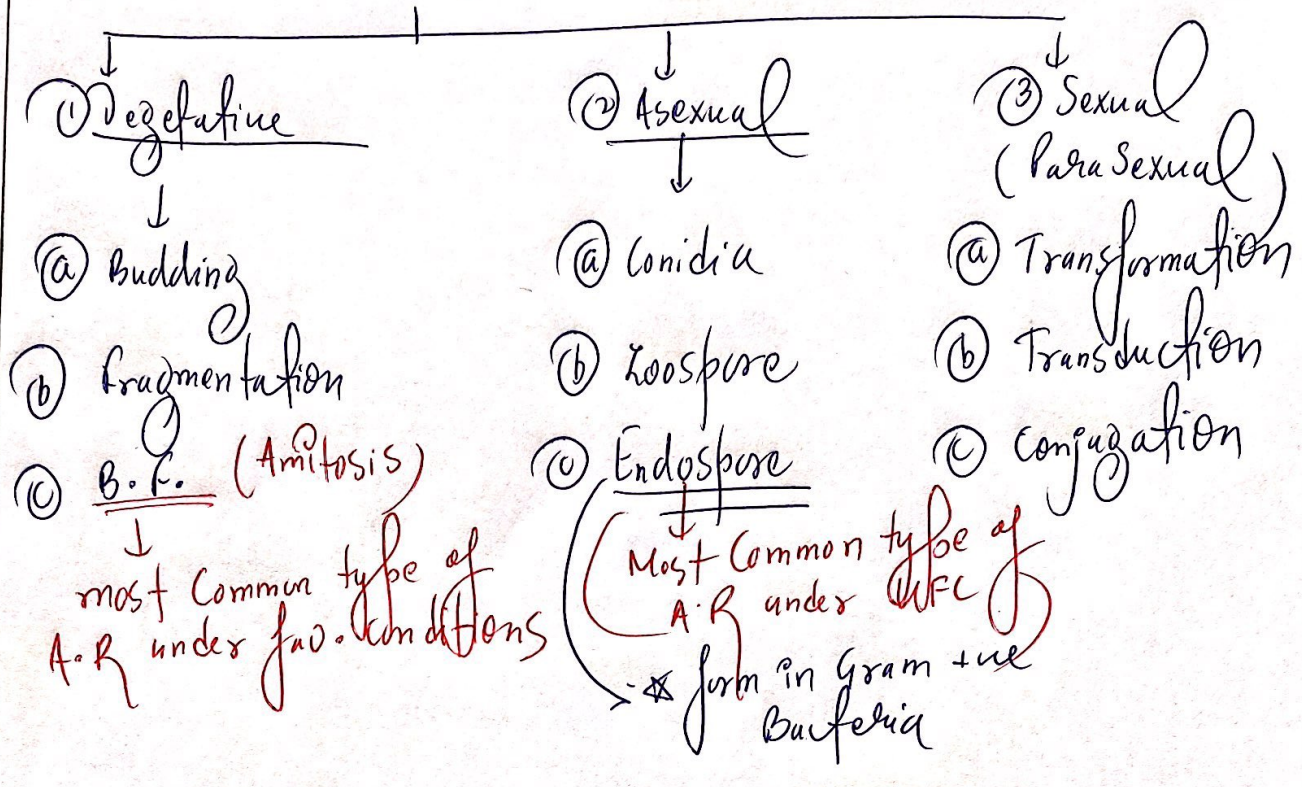 ① Vegetative
ⓐ Budding
ⓑ fragmentation
ⓒ B.F. (Amitosis)
most Common type of
A.R under fav. conditions
② Asexual
ⓐ Conidia
ⓑ Zoospore
ⓒ Endospore
Most Common type of
A.R under UFC
* form in Gram +ve
Bacteria
③ Sexual
(Para Sexual)
ⓐ Transformation
ⓑ Transduction
ⓒ Conjugation